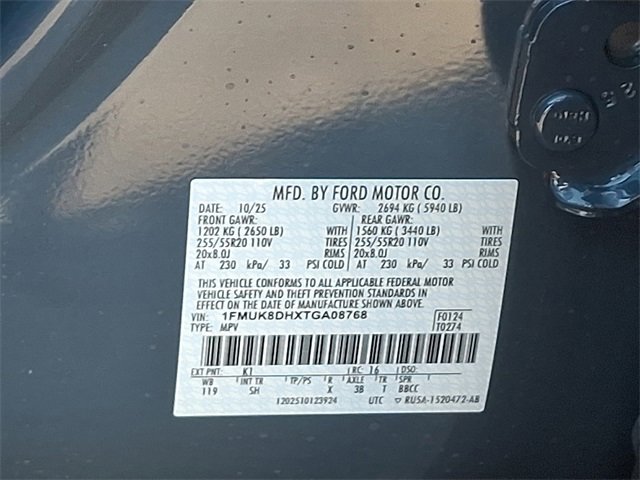 MFD. BY FORD MOTOR CO.
DATE: 10/25 GVWR: 2694 KG ( 5940 LB)
FRONT GAWR: REAR GAWR:
1202 KG ( 2650 LB) WITH 1560 KG ( 3440 LB) WITH
255/55R20 110V TIRES 255/55R20 110V TIRES
20x8.0J RIMS 20x8.0J RIMS
AT 230 kPa/ 33 PSI COLD AT 230 kPa/ 33 PSI COLD
THIS VEHICLE CONFORMS TO ALL APPLICABLE FEDERAL MOTOR
VEHICLE SAFETY AND THEFT PREVENTION STANDARDS IN
EFFECT ON THE DATE OF MANUFACTURE SHOWN ABOVE.
VIN: 1FMUK8DHXTGA08768 F0124
TYPE: MPV T0274
EXT PNT: K1 RC: 16 DSO:
WB INT TR TP/PS R AXLE TR SPR
119 SH X 3B T BBCC
1202510123924 UTC ▽ RU5A-1520472-AB